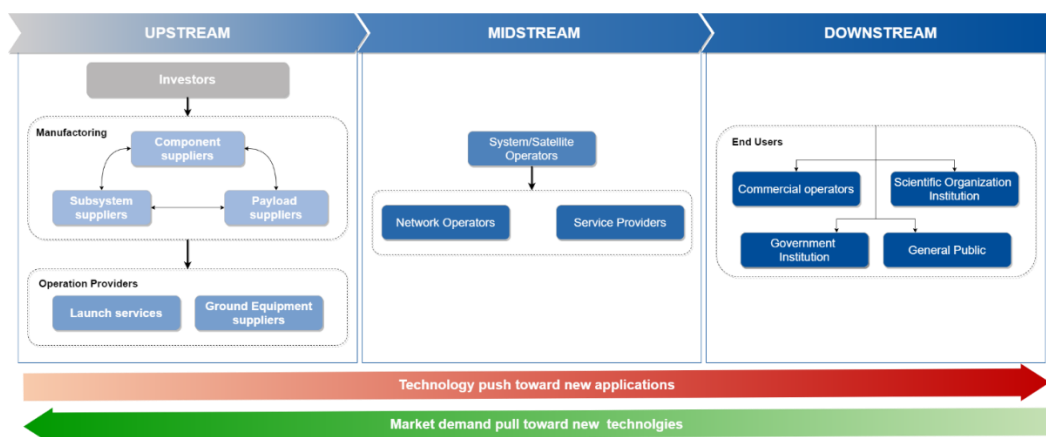 UPSTREAM
MIDSTREAM
DOWNSTREAM
Investors
Manufactoring
Component
suppliers
Subsystem
suppliers
Payload
suppliers
Operation Providers
Launch services
Ground Equipment
suppliers
System/Satellite
Operators
Network Operators
Service Providers
End Users
Commercial operators
Scientific Organization
Institution
Government
Institution
General Public
Technology push toward new applications
Market demand pull toward new technolgies